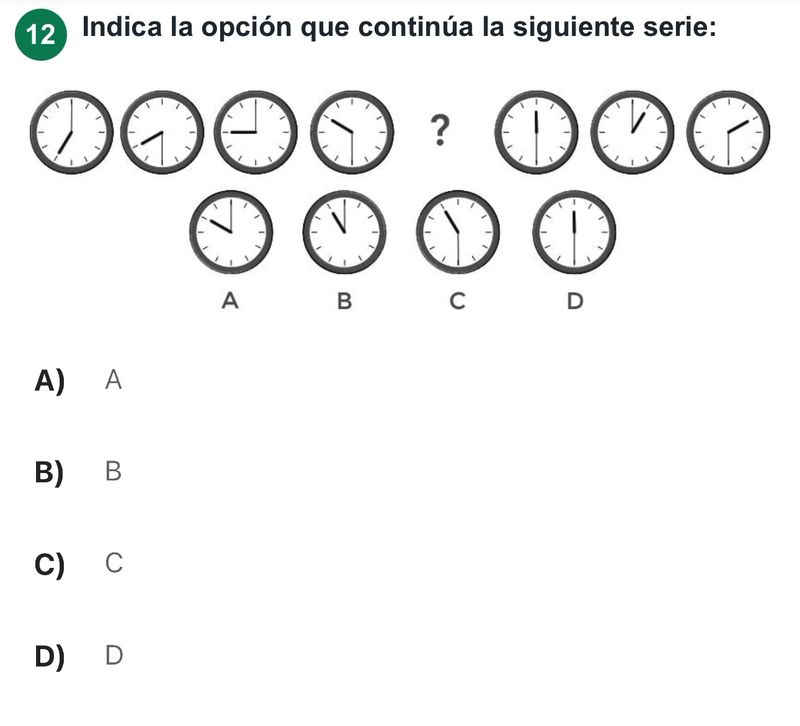 12 Indica la opción que continúa la siguiente serie:
?
A B C D
A) A
B) B
C) C
D) D